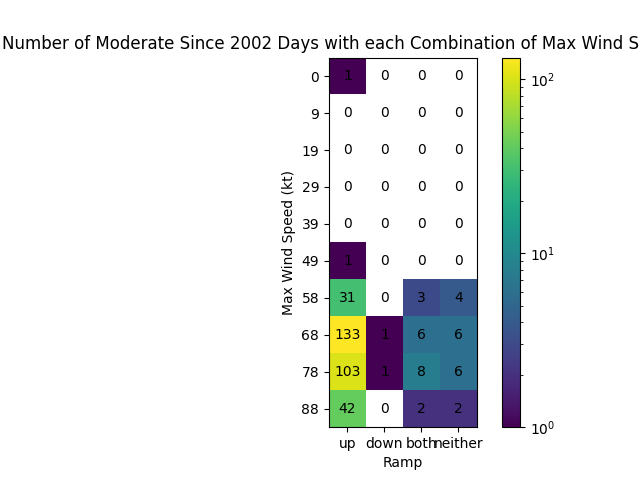 Number of Moderate Since 2002 Days with each Combination of Max Wind S
0 1 0 0 0
9 0 0 0 0
19 0 0 0 0
29 0 0 0 0
39 0 0 0 0
49 1 0 0 0
58 31 0 3 4
68 133 1 6 6
78 103 1 8 6
88 42 0 2 2
up down both neither
Ramp
Max Wind Speed (kt)
10²
10¹
10⁰